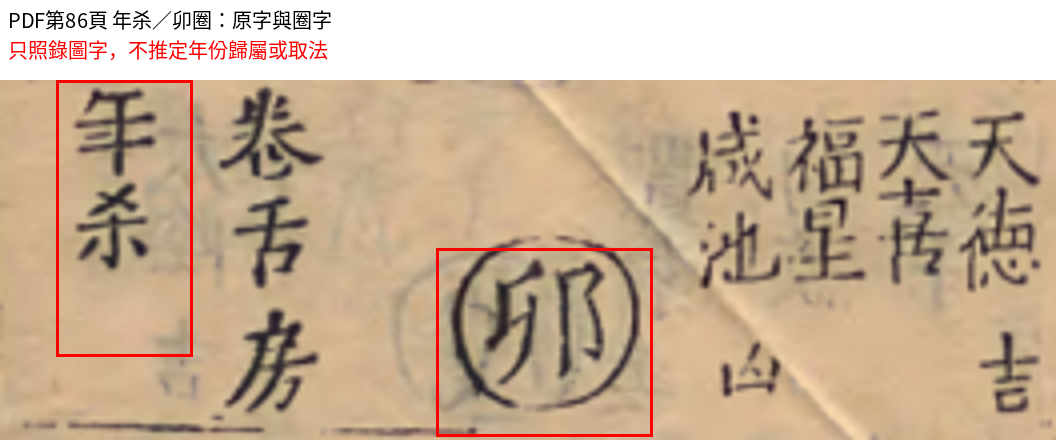 PDF第86頁 年杀／卯圈：原字與圈字
只照錄圖字，不推定年份歸屬或取法
天德 吉
天喜
福星
咸池 凶
卯
卷舌 房
年杀